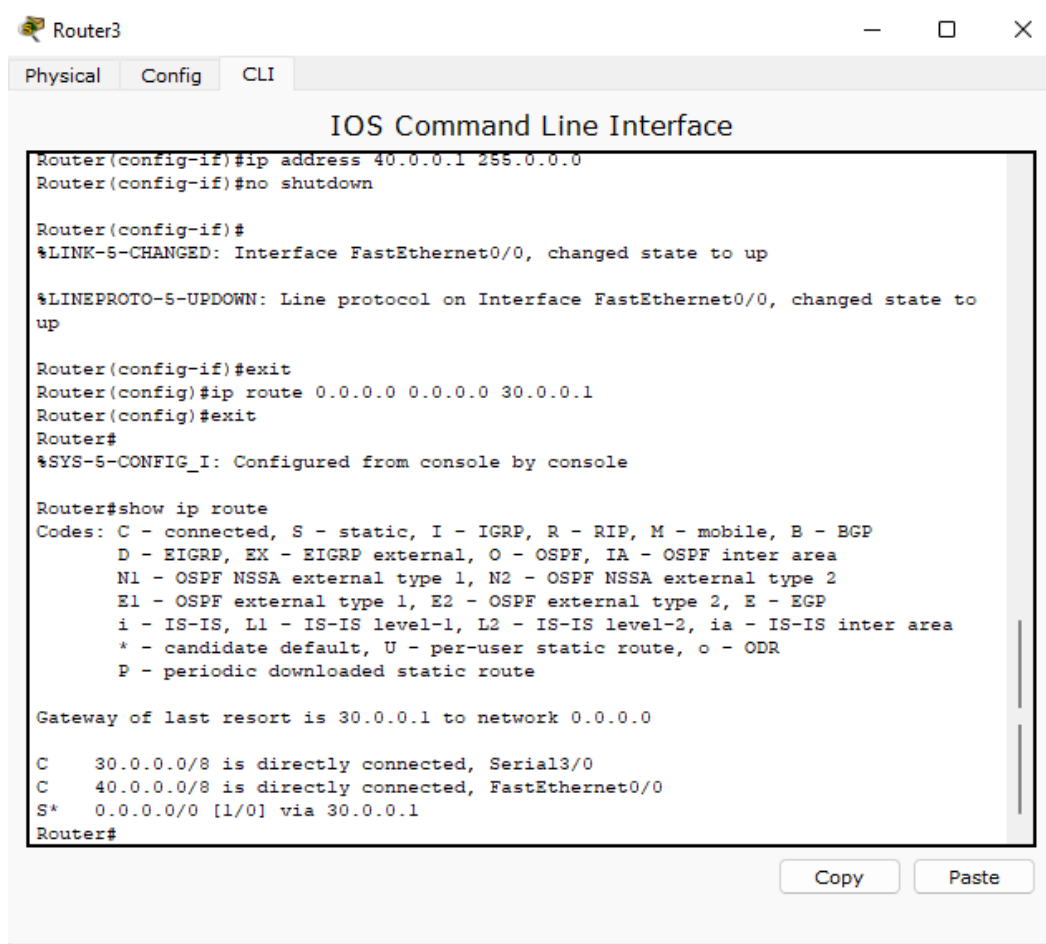 Router3
Physical Config CLI
IOS Command Line Interface
Router(config-if)#ip address 40.0.0.1 255.0.0.0
Router(config-if)#no shutdown
Router(config-if)#
%LINK-5-CHANGED: Interface FastEthernet0/0, changed state to up
%LINEPROTO-5-UPDOWN: Line protocol on Interface FastEthernet0/0, changed state to
up
Router(config-if)#exit
Router(config)#ip route 0.0.0.0 0.0.0.0 30.0.0.1
Router(config)#exit
Router#
%SYS-5-CONFIG_I: Configured from console by console
Router#show ip route
Codes: C - connected, S - static, I - IGRP, R - RIP, M - mobile, B - BGP
D - EIGRP, EX - EIGRP external, O - OSPF, IA - OSPF inter area
N1 - OSPF NSSA external type 1, N2 - OSPF NSSA external type 2
E1 - OSPF external type 1, E2 - OSPF external type 2, E - EGP
i - IS-IS, L1 - IS-IS level-1, L2 - IS-IS level-2, ia - IS-IS inter area
* - candidate default, U - per-user static route, o - ODR
P - periodic downloaded static route
Gateway of last resort is 30.0.0.1 to network 0.0.0.0
C 30.0.0.0/8 is directly connected, Serial3/0
C 40.0.0.0/8 is directly connected, FastEthernet0/0
S* 0.0.0.0/0 [1/0] via 30.0.0.1
Router#
Copy Paste